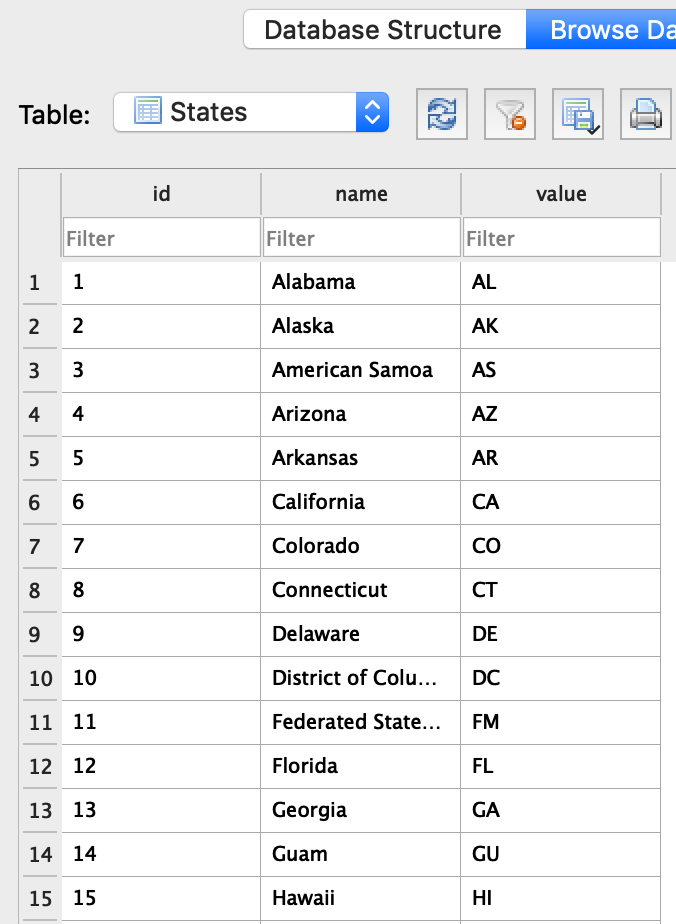 Database Structure Browse Da
Table: States
id name value
Filter Filter Filter
1 1 Alabama AL
2 2 Alaska AK
3 3 American Samoa AS
4 4 Arizona AZ
5 5 Arkansas AR
6 6 California CA
7 7 Colorado CO
8 8 Connecticut CT
9 9 Delaware DE
10 10 District of Colu... DC
11 11 Federated State... FM
12 12 Florida FL
13 13 Georgia GA
14 14 Guam GU
15 15 Hawaii HI